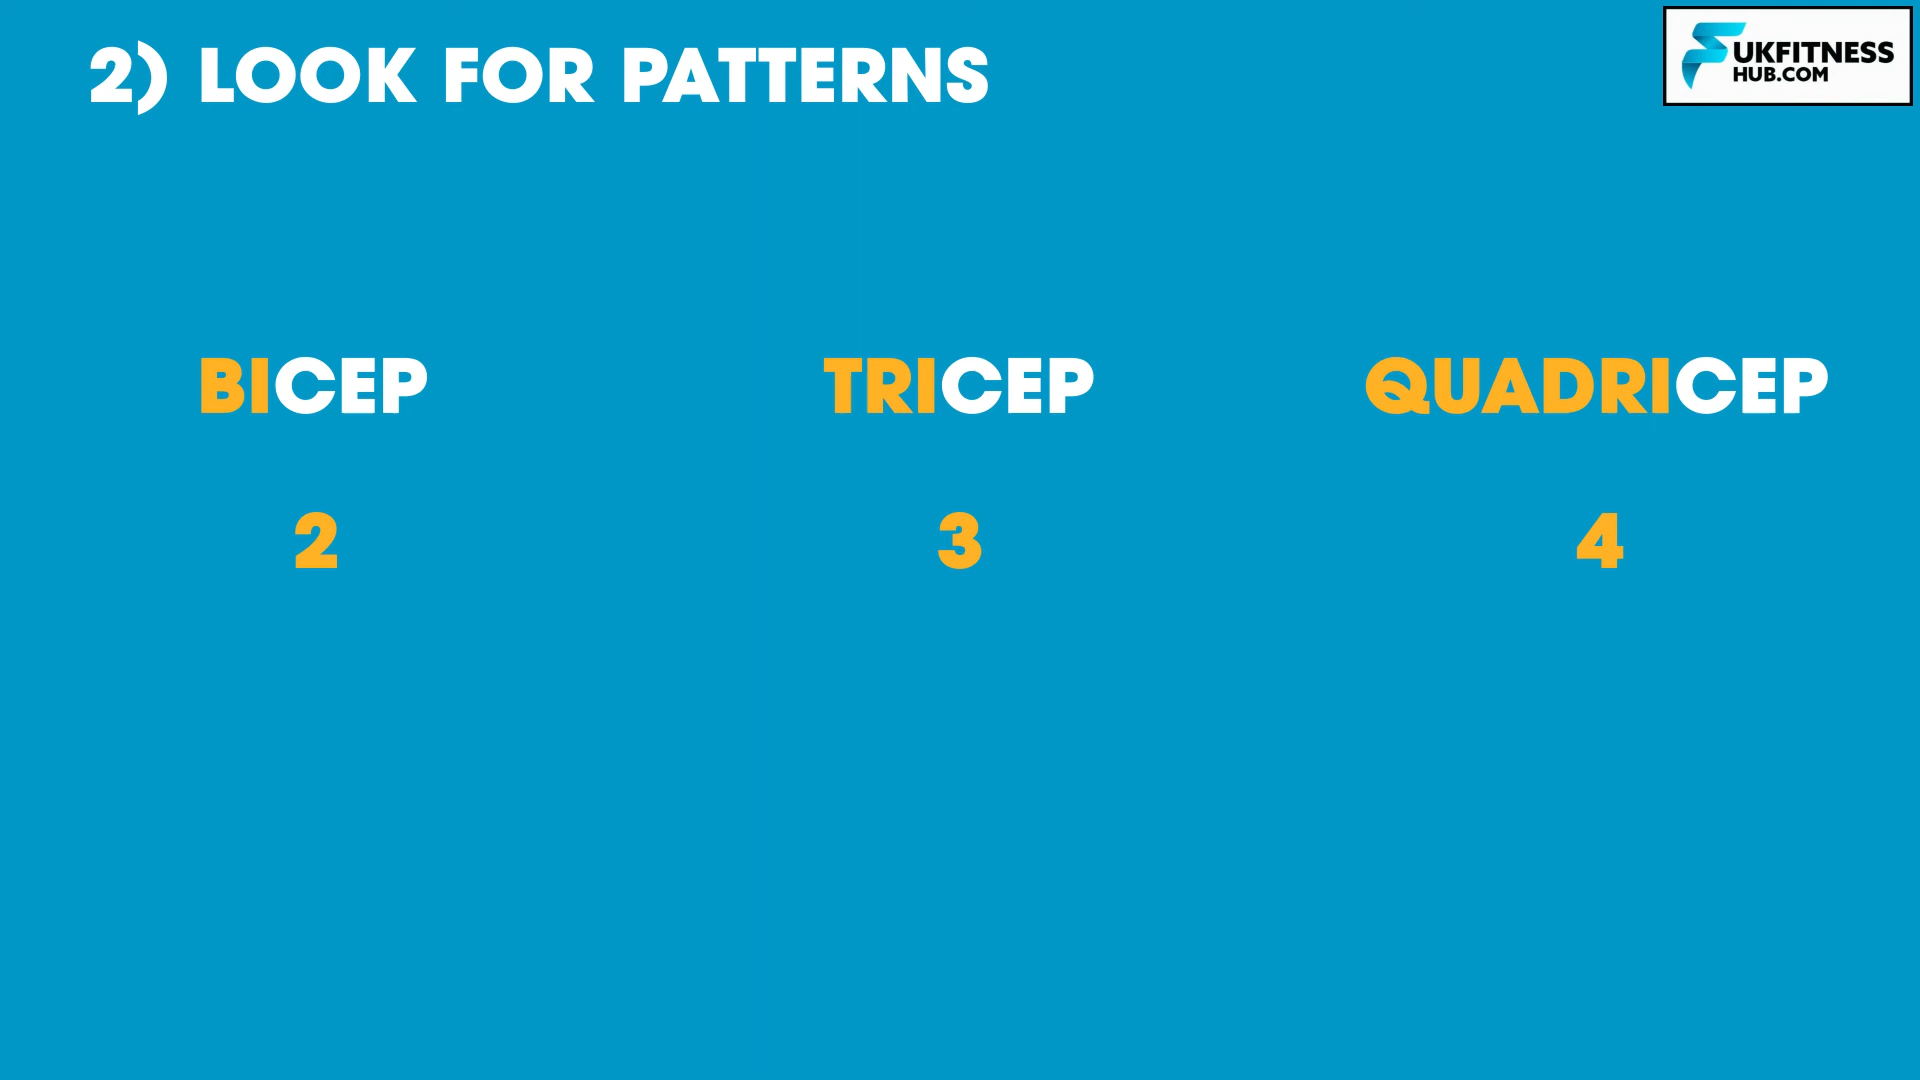 2) LOOK FOR PATTERNS
UKFITNESS
HUB.COM
BICEP TRICEP QUADRICEP
2 3 4